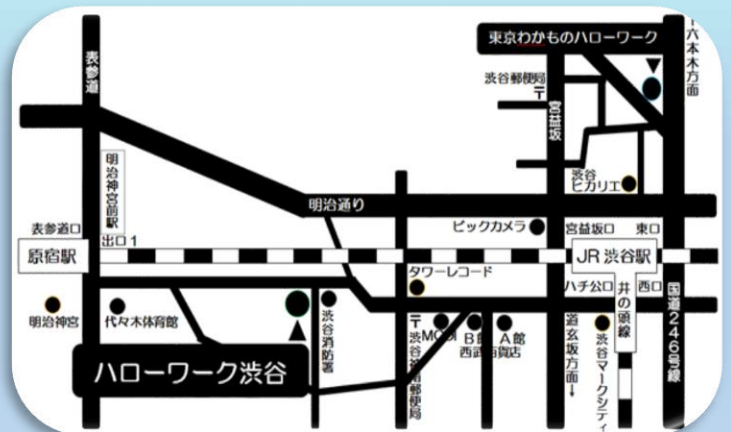 表参道
東京わかものハローワーク
六本木方面
渋谷郵便局
〒
宮益坂
渋谷
ヒカリエ
明治神宮前駅
出口1
明治通り
ビックカメラ
宮益坂口
東口
表参道口
原宿駅
JR 渋谷駅
タワーレコード
ハチ公口
西口
井の頭線
国道246号線
明治神宮
代々木体育館
渋谷消防署
〒
MODI
B館
A館
西武百貨店
道玄坂方面→
渋谷マークシティ
ハローワーク渋谷